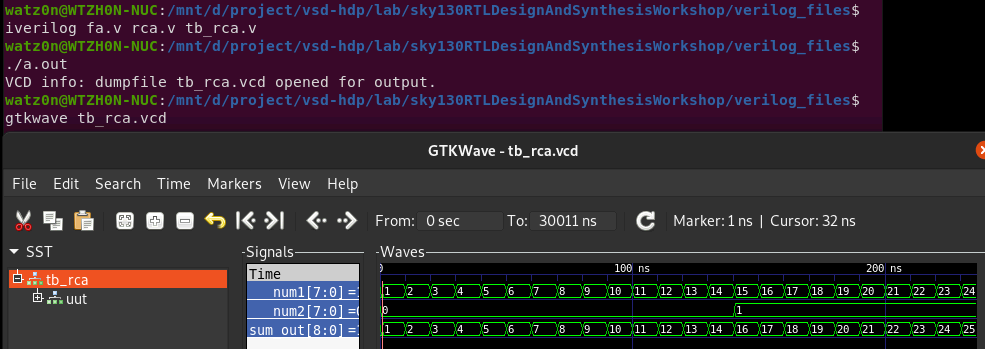 watz0n@WTZH0N-NUC:/mnt/d/project/vsd-hdp/lab/sky130RTLDesignAndSynthesisWorkshop/verilog_files$
iverilog fa.v rca.v tb_rca.v
watz0n@WTZH0N-NUC:/mnt/d/project/vsd-hdp/lab/sky130RTLDesignAndSynthesisWorkshop/verilog_files$
./a.out
VCD info: dumpfile tb_rca.vcd opened for output.
watz0n@WTZH0N-NUC:/mnt/d/project/vsd-hdp/lab/sky130RTLDesignAndSynthesisWorkshop/verilog_files$
gtkwave tb_rca.vcd
GTKWave - tb_rca.vcd
File Edit Search Time Markers View Help
From: 0 sec To: 30011 ns Marker: 1 ns | Cursor: 32 ns
SST Signals Waves
tb_rca Time 0 100 ns 200 ns
uut num1[7:0] = 1 2 3 4 5 6 7 8 9 10 11 12 13 14 15 16 17 18 19 20 21 22 23 24
num2[7:0] = 0 1
sum_out[8:0] = 1 2 3 4 5 6 7 8 9 10 11 12 13 14 16 17 18 19 20 21 22 23 24 25